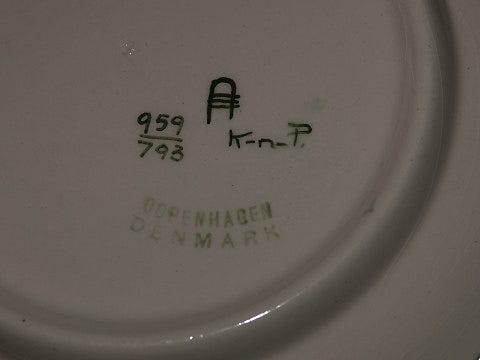 A
959
793
K-n-P.
COPENHAGEN
DENMARK